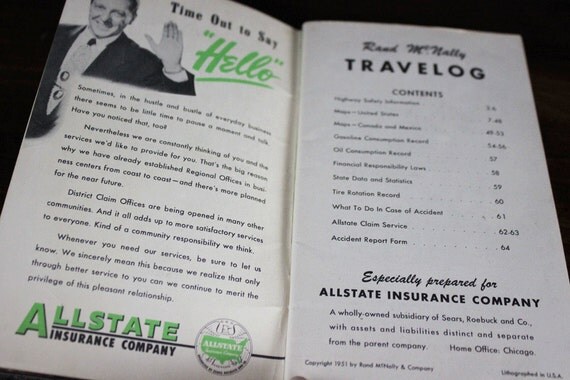 Time Out to Say
"Hello"
Sometimes, in the hustle and bustle of everyday business
there seems to be little time to pause a moment and talk.
Have you noticed that, too?
Nevertheless we are constantly thinking of you and the
services we'd like to provide for you. That's the big reason
why we have already established Regional Offices in busi-
ness centers from coast to coast—and there's more planned
for the near future.
District Claim Offices are being opened in many other
communities. And it all adds up to more satisfactory services
to everyone. Kind of a community responsibility we think.
Whenever you need our services, be sure to let us
know. We sincerely mean this because we realize that only
through better service to you can we continue to merit the
privilege of this pleasant relationship.
ALLSTATE
INSURANCE COMPANY
ALLSTATE
Rand McNally
TRAVELOG
CONTENTS
Highway Safety Information 2-6
Maps—United States 7-48
Maps—Canada and Mexico 49-53
Gasoline Consumption Record 54-56
Oil Consumption Record 57
Financial Responsibility Laws 58
State Data and Statistics 59
Tire Rotation Record 60
What To Do In Case of Accident 61
Allstate Claim Service 62-63
Accident Report Form 64
Especially prepared for
ALLSTATE INSURANCE COMPANY
A wholly-owned subsidiary of Sears, Roebuck and Co.,
with assets and liabilities distinct and separate
from the parent company. Home Office: Chicago.
Copyright 1951 by Rand McNally & Company
Lithographed in U.S.A.